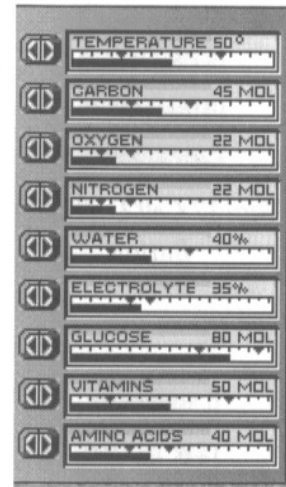 TEMPERATURE 50°
CARBON 45 MOL
OXYGEN 22 MOL
NITROGEN 22 MOL
WATER 40%
ELECTROLYTE 35%
GLUCOSE 80 MOL
VITAMINS 50 MOL
AMINO ACIDS 40 MOL